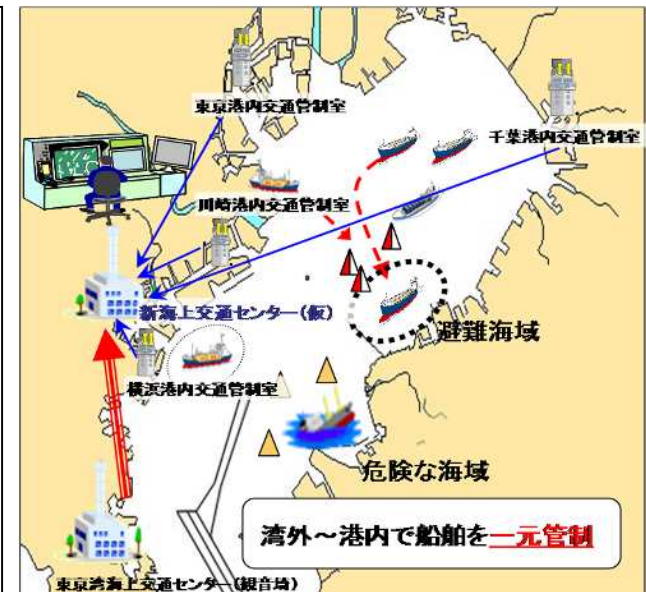 東京港内交通管制室
千葉港内交通管制室
川崎港内交通管制室
新海上交通センター(仮)
避難海域
横浜港内交通管制室
危険な海域
湾外～港内で船舶を一元管制
東京湾海上交通センター(観音埼)